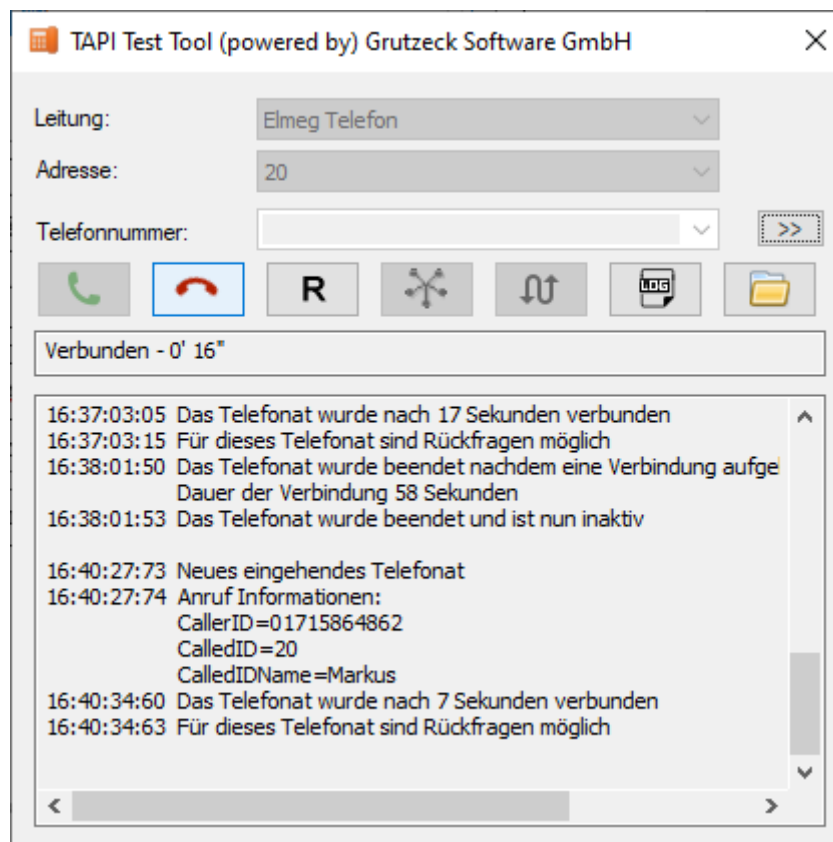 TAPI Test Tool (powered by) Grutzeck Software GmbH
Leitung: Elmeg Telefon
Adresse: 20
Telefonnummer: >>
R LOG
Verbunden - 0' 16"
16:37:03:05 Das Telefonat wurde nach 17 Sekunden verbunden
16:37:03:15 Für dieses Telefonat sind Rückfragen möglich
16:38:01:50 Das Telefonat wurde beendet nachdem eine Verbindung aufgel
Dauer der Verbindung 58 Sekunden
16:38:01:53 Das Telefonat wurde beendet und ist nun inaktiv
16:40:27:73 Neues eingehendes Telefonat
16:40:27:74 Anruf Informationen:
CallerID=01715864862
CalledID=20
CalledIDName=Markus
16:40:34:60 Das Telefonat wurde nach 7 Sekunden verbunden
16:40:34:63 Für dieses Telefonat sind Rückfragen möglich